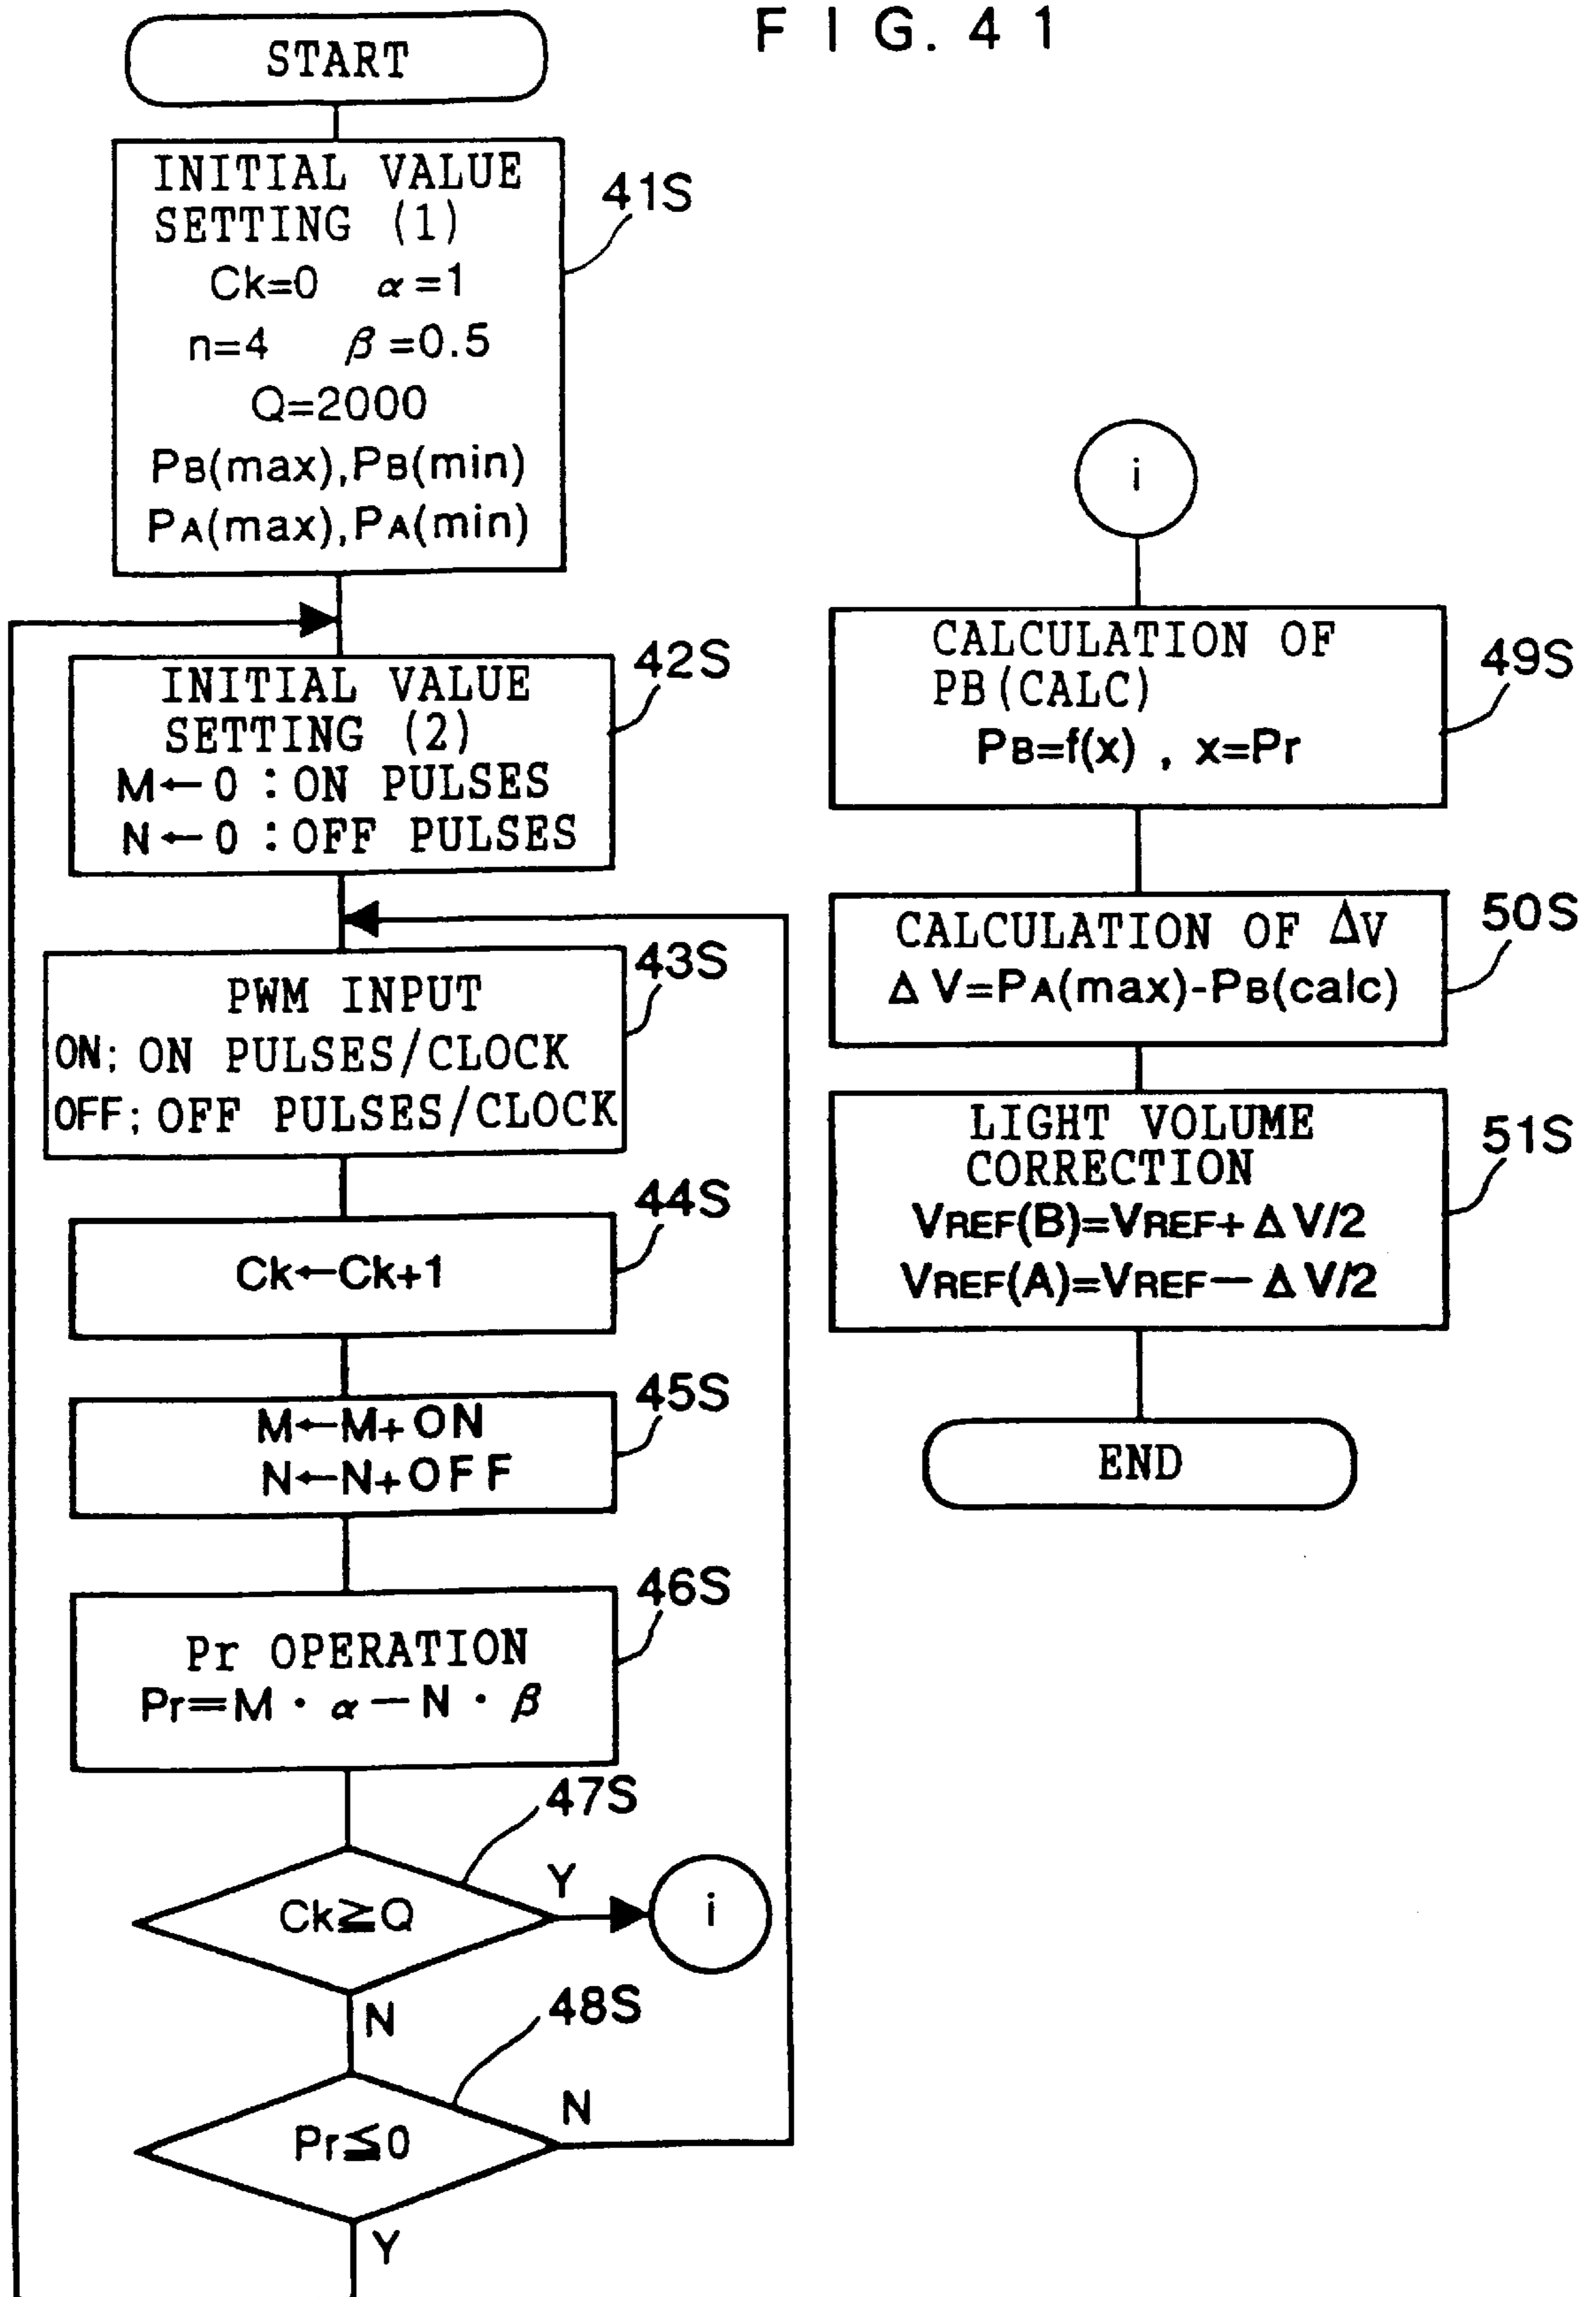 FIG. 41
START
INITIAL VALUE
SETTING (1)
Ck=0 α=1
n=4 β=0.5
Q=2000
PB(max),PB(min)
PA(max),PA(min)
41S
INITIAL VALUE
SETTING (2)
M←0 : ON PULSES
N←0 : OFF PULSES
42S
PWM INPUT
ON; ON PULSES/CLOCK
OFF; OFF PULSES/CLOCK
43S
Ck←Ck+1
44S
M←M+ON
N←N+OFF
45S
Pr OPERATION
Pr=M・α−N・β
46S
Ck≧Q
47S
Y
i
N
Pr≦0
48S
N
Y
i
CALCULATION OF
PB(CALC)
PB=f(x) , x=Pr
49S
CALCULATION OF ΔV
ΔV=PA(max)-PB(calc)
50S
LIGHT VOLUME
CORRECTION
VREF(B)=VREF+ΔV/2
VREF(A)=VREF−ΔV/2
51S
END